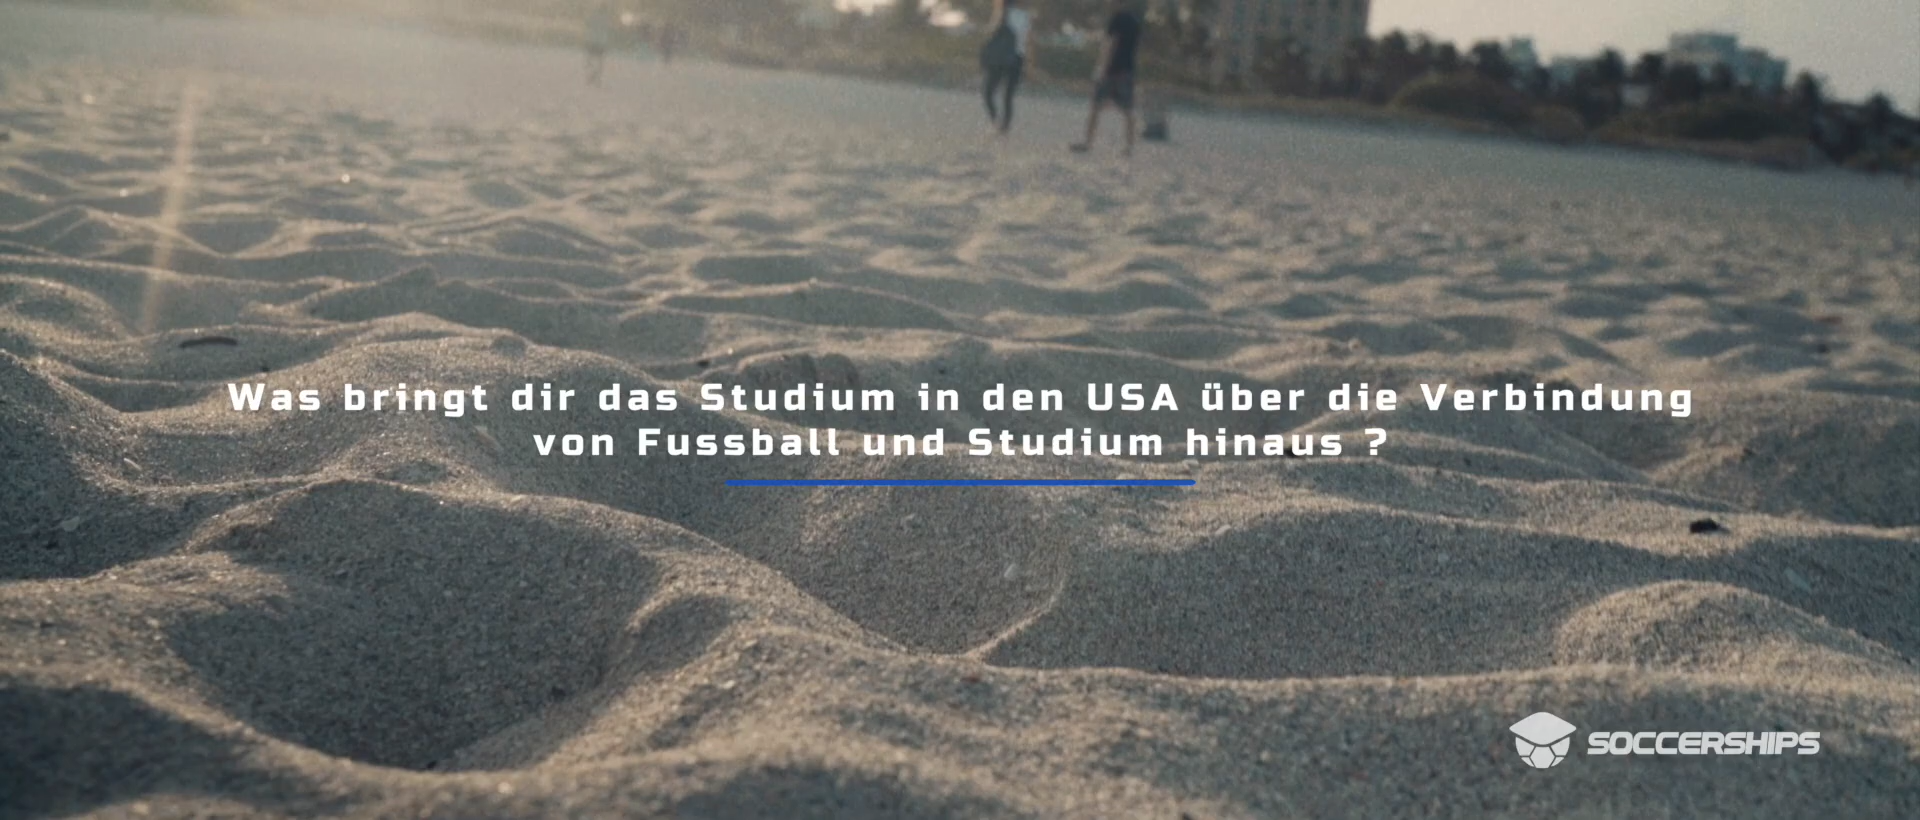 Was bringt dir das Studium in den USA über die Verbindung
von Fussball und Studium hinaus ?
SOCCERSHIPS